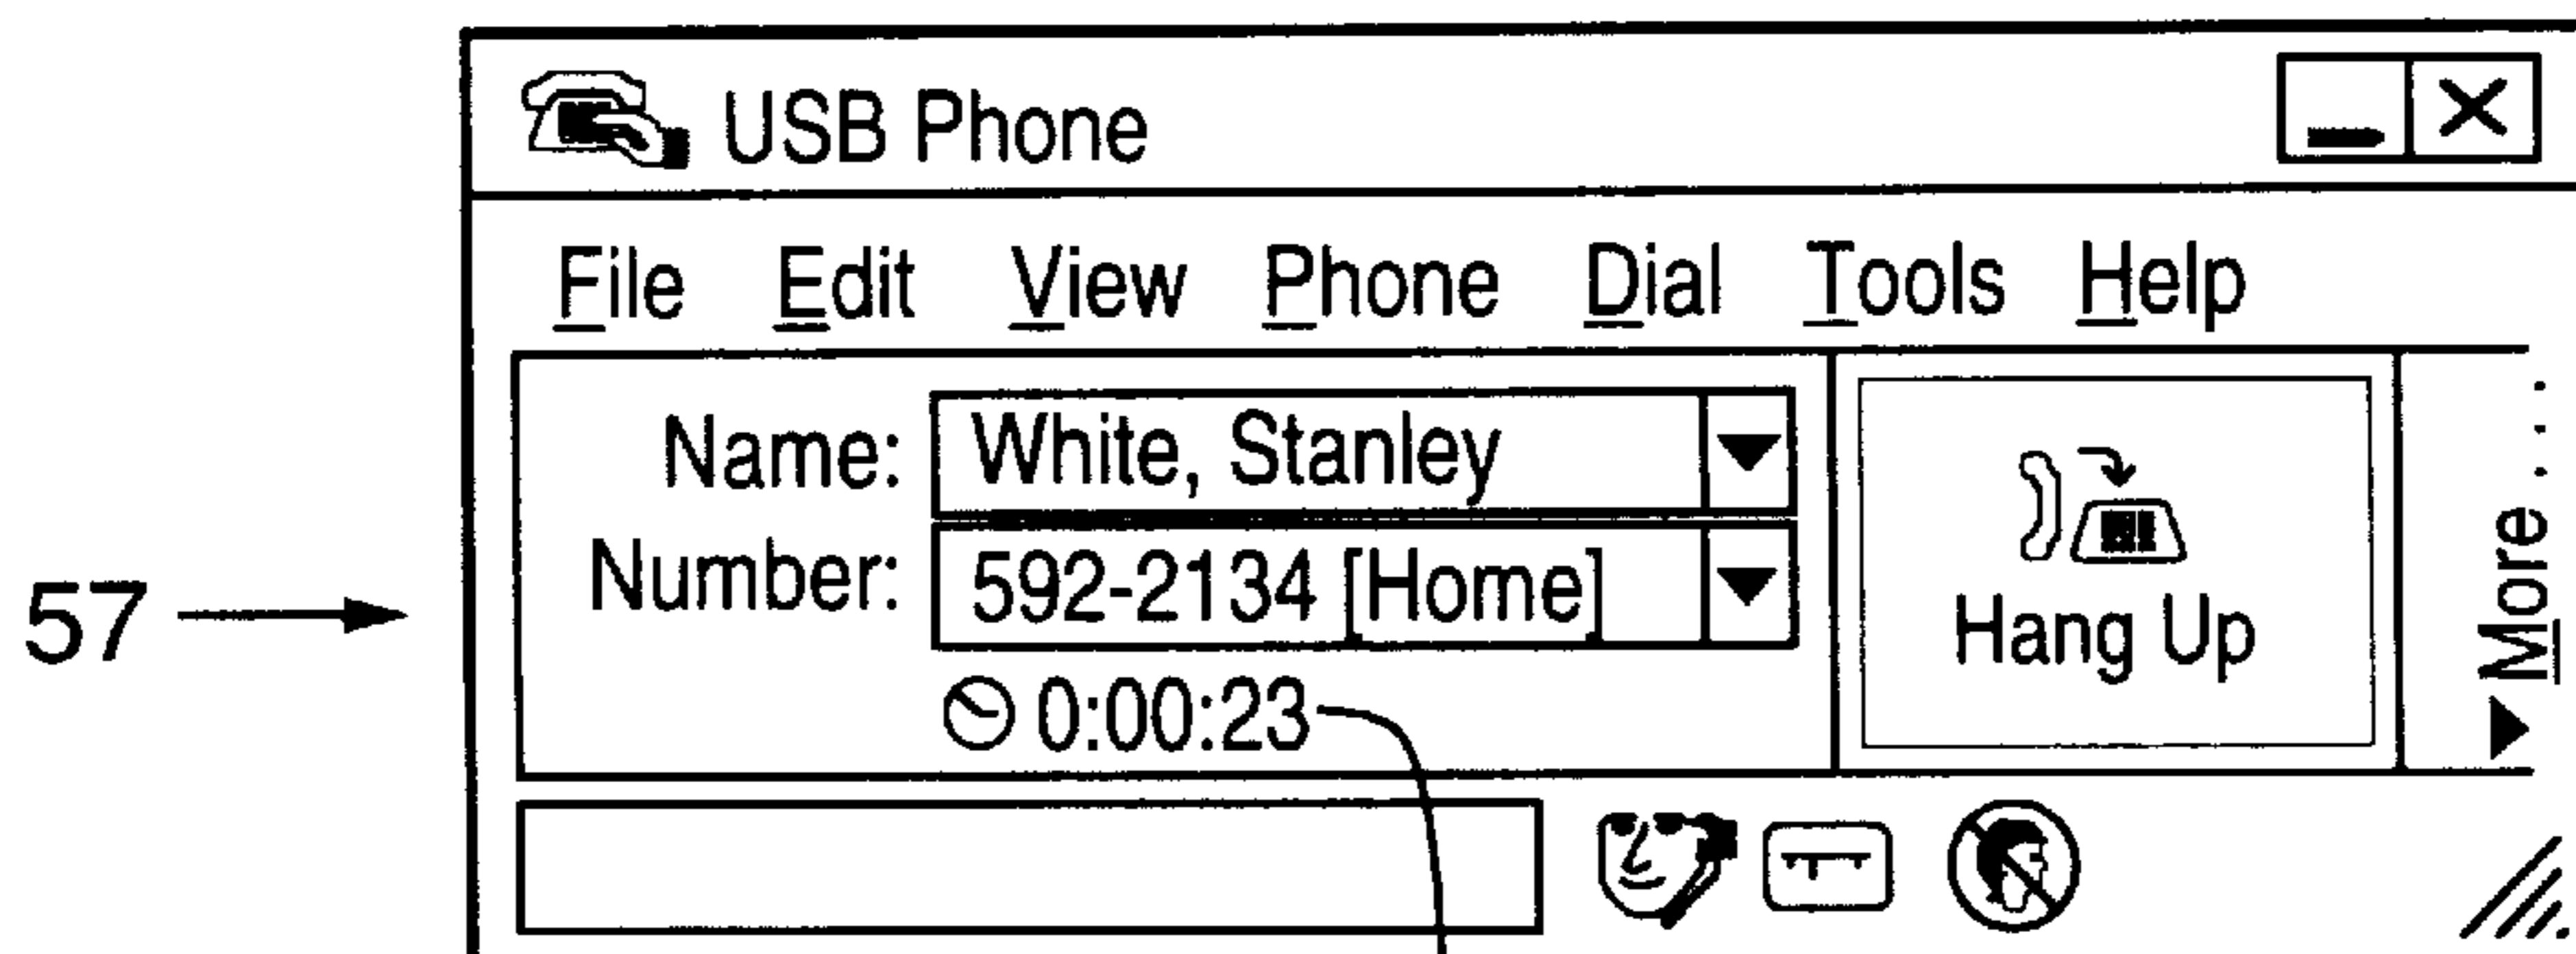 USB Phone
File Edit View Phone Dial Tools Help
Name: White, Stanley
Number: 592-2134 [Home]
0:00:23
Hang Up
More ....
57